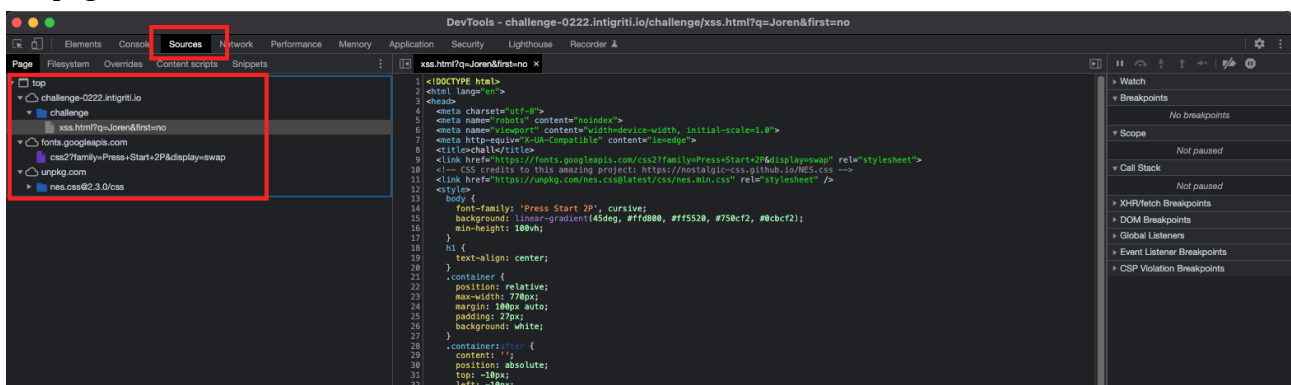 DevTools - challenge-0222.intigriti.io/challenge/xss.html?q=Joren&first=no
Elements Console Sources Network Performance Memory Application Security Lighthouse Recorder
Page Filesystem Overrides Content scripts Snippets
xss.html?q=Joren&first=no ×
top
challenge-0222.intigriti.io
challenge
xss.html?q=Joren&first=no
fonts.googleapis.com
css2?family=Press+Start+2P&display=swap
unpkg.com
nes.css@2.3.0/css
1 <!DOCTYPE html>
2 <html lang="en">
3 <head>
4 <meta charset="utf-8">
5 <meta name="robots" content="noindex">
6 <meta name="viewport" content="width=device-width, initial-scale=1.0">
7 <meta http-equiv="X-UA-Compatible" content="ie=edge">
8 <title>chall</title>
9 <link href="https://fonts.googleapis.com/css2?family=Press+Start+2P&display=swap" rel="stylesheet">
10 <!-- CSS credits to this amazing project: https://nostalgic-css.github.io/NES.css -->
11 <link href="https://unpkg.com/nes.css@latest/css/nes.min.css" rel="stylesheet" />
12 <style>
13 body {
14 font-family: 'Press Start 2P', cursive;
15 background: linear-gradient(45deg, #ffd800, #ff5520, #750cf2, #0cbcf2);
16 min-height: 100vh;
17 }
18 h1 {
19 text-align: center;
20 }
21 .container {
22 position: relative;
23 max-width: 770px;
24 margin: 100px auto;
25 padding: 27px;
26 background: white;
27 }
28 .container:after {
29 content: '';
30 position: absolute;
31 top: -10px;
32 left: -10px;
Watch
Breakpoints
No breakpoints
Scope
Not paused
Call Stack
Not paused
XHR/fetch Breakpoints
DOM Breakpoints
Global Listeners
Event Listener Breakpoints
CSP Violation Breakpoints